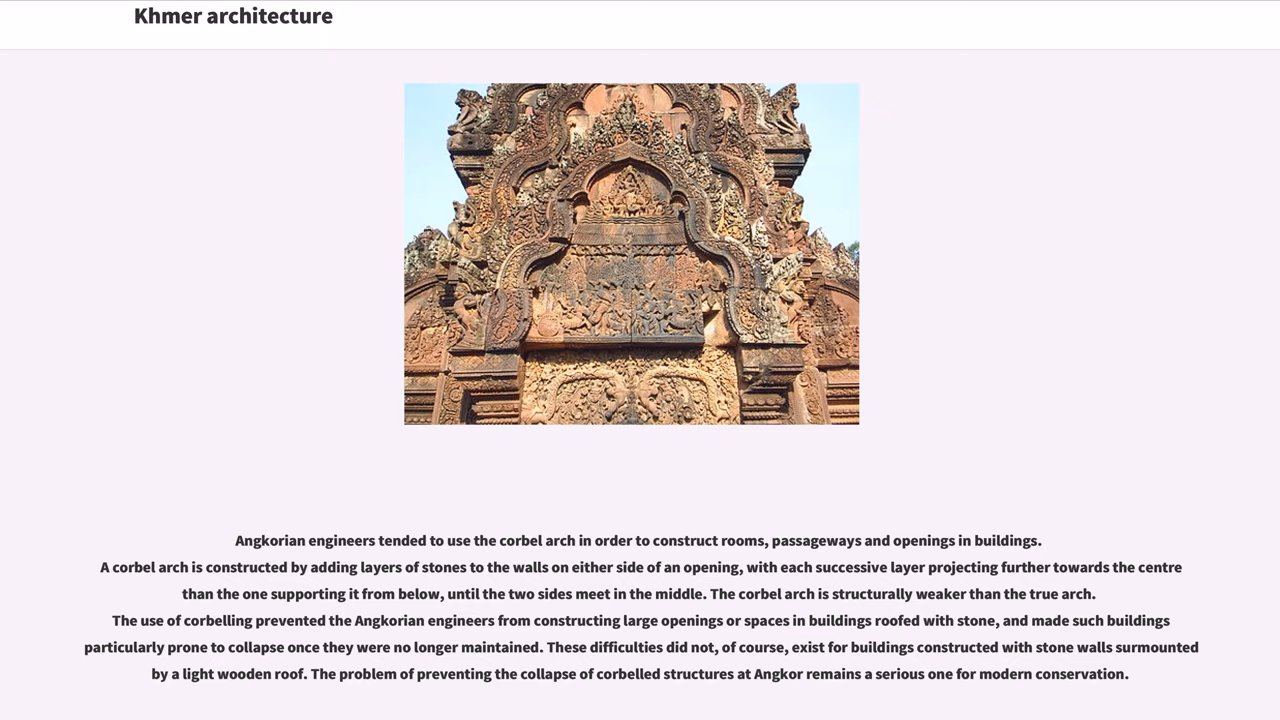 Khmer architecture
Angkorian engineers tended to use the corbel arch in order to construct rooms, passageways and openings in buildings.
A corbel arch is constructed by adding layers of stones to the walls on either side of an opening, with each successive layer projecting further towards the centre
than the one supporting it from below, until the two sides meet in the middle. The corbel arch is structurally weaker than the true arch.
The use of corbelling prevented the Angkorian engineers from constructing large openings or spaces in buildings roofed with stone, and made such buildings
particularly prone to collapse once they were no longer maintained. These difficulties did not, of course, exist for buildings constructed with stone walls surmounted
by a light wooden roof. The problem of preventing the collapse of corbelled structures at Angkor remains a serious one for modern conservation.